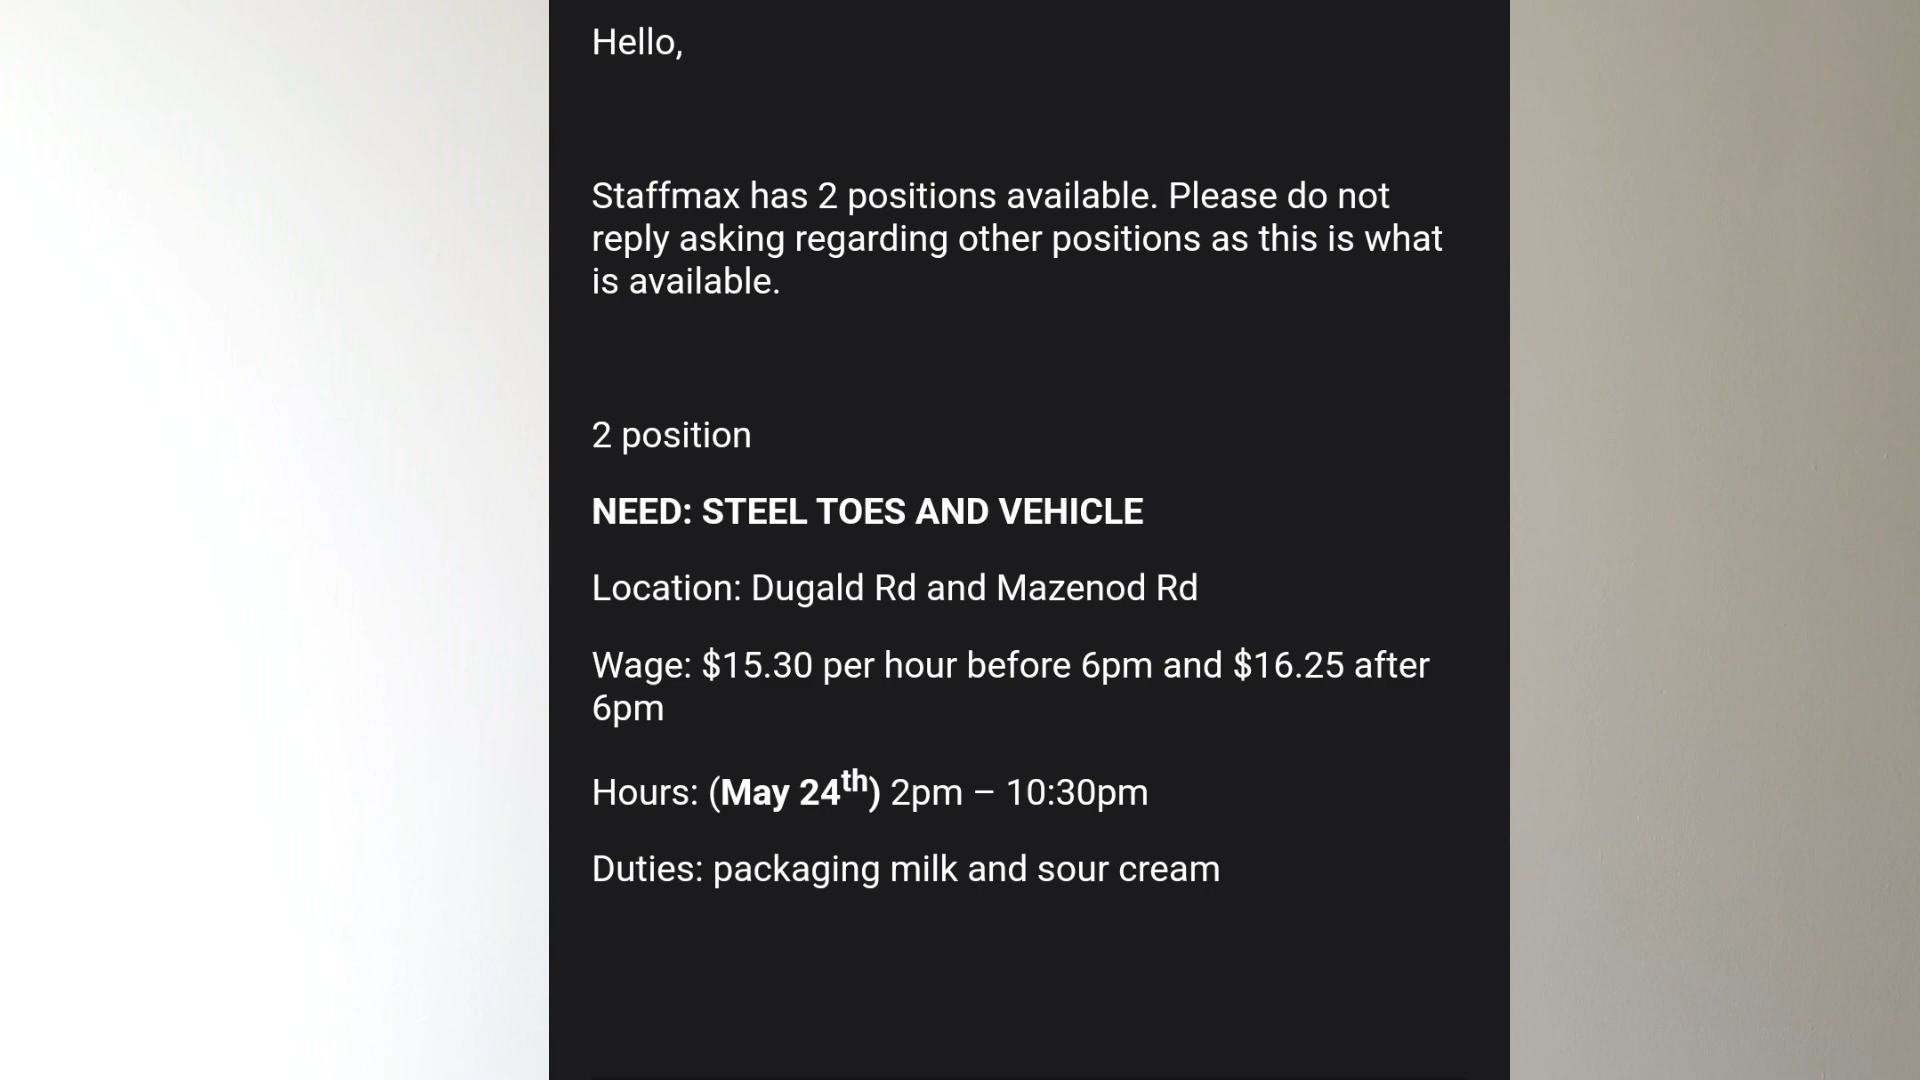 Hello,
Staffmax has 2 positions available. Please do not
reply asking regarding other positions as this is what
is available.
2 position
NEED: STEEL TOES AND VEHICLE
Location: Dugald Rd and Mazenod Rd
Wage: $15.30 per hour before 6pm and $16.25 after
6pm
Hours: (May 24th) 2pm – 10:30pm
Duties: packaging milk and sour cream